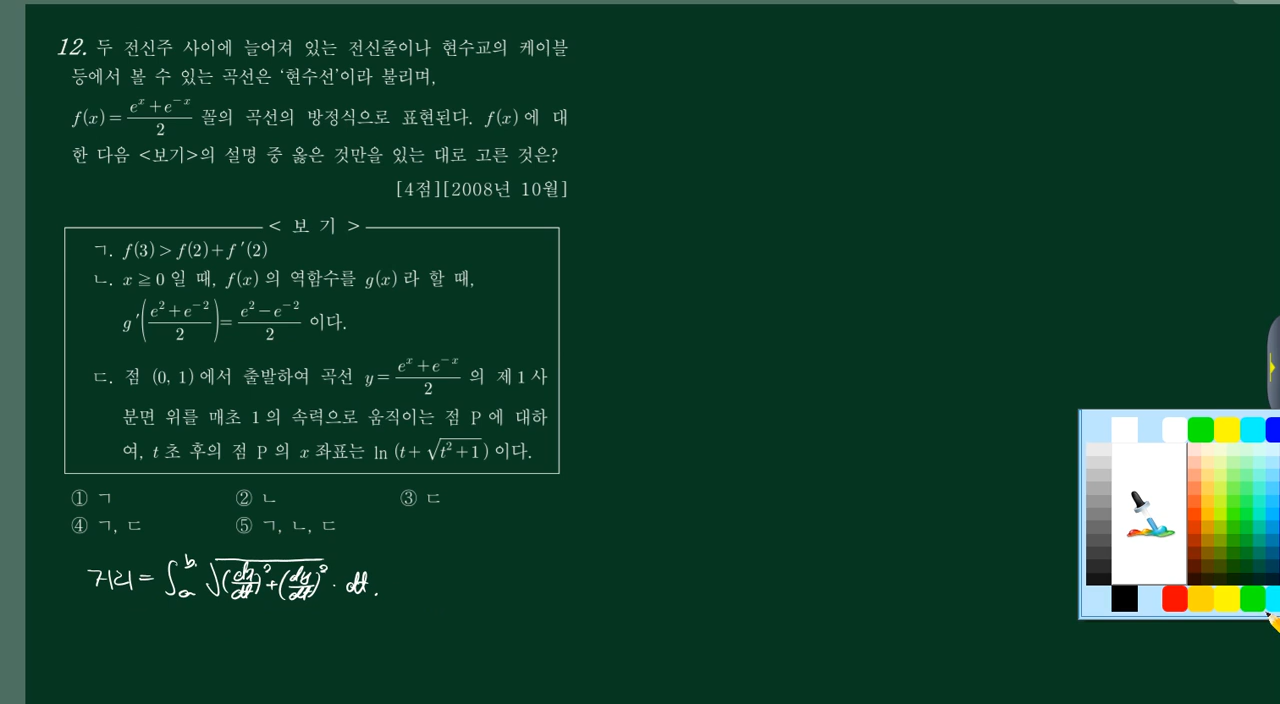 12. 두 전신주 사이에 늘어져 있는 전신줄이나 현수교의 케이블
등에서 볼 수 있는 곡선은 ‘현수선’이라 불리며,
f(x)=\frac{e^x+e^{-x}}{2} 꼴의 곡선의 방정식으로 표현된다. f(x)에 대
한 다음 <보기>의 설명 중 옳은 것만을 있는 대로 고른 것은?
[4점][2008년 10월]
< 보 기 >
ㄱ. f(3)>f(2)+f′(2)
ㄴ. x≧0일 때, f(x)의 역함수를 g(x)라 할 때,
g′(\frac{e^2+e^{-2}}{2})=\frac{e^2-e^{-2}}{2} 이다.
ㄷ. 점 (0, 1)에서 출발하여 곡선 y=\frac{e^x+e^{-x}}{2} 의 제1사
분면 위를 매초 1의 속력으로 움직이는 점 P에 대하
여, t초 후의 점 P의 x좌표는 ln(t+\sqrt{t^2+1})이다.
① ㄱ ② ㄴ ③ ㄷ
④ ㄱ, ㄷ ⑤ ㄱ, ㄴ, ㄷ
거리=\int_a^b \sqrt{(\frac{dx}{dt})^2+(\frac{dy}{dt})^2}·dt.